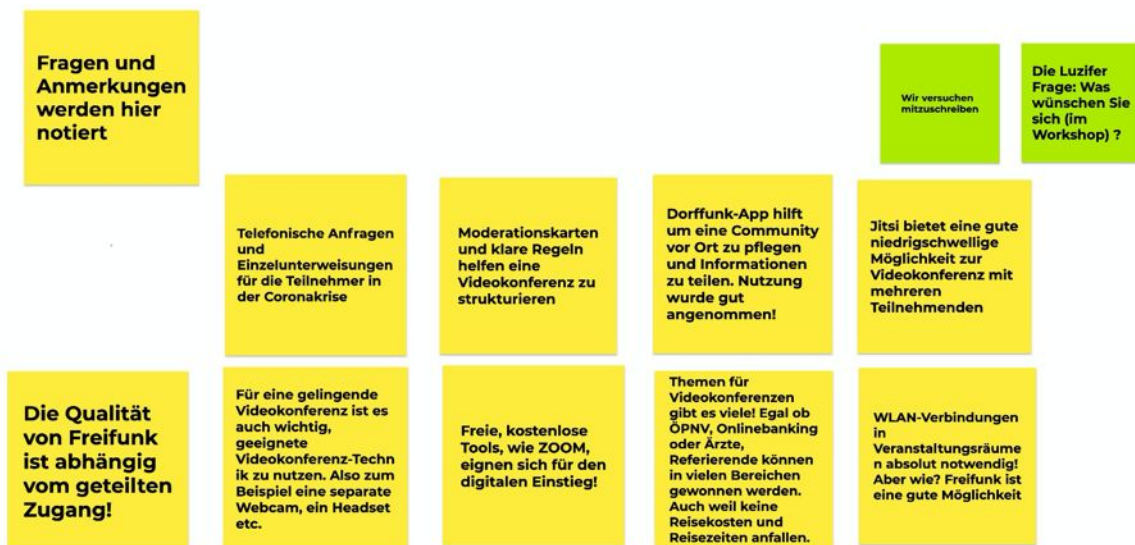 Fragen und
Anmerkungen
werden hier
notiert
Wir versuchen
mitzuschreiben
Die Luzifer
Frage: Was
wünschen Sie
sich (im
Workshop) ?
Telefonische Anfragen
und
Einzelunterweisungen
für die Teilnehmer in
der Coronakrise
Moderationskarten
und klare Regeln
helfen eine
Videokonferenz zu
strukturieren
Dorffunk-App hilft
um eine Community
vor Ort zu pflegen
und Informationen
zu teilen. Nutzung
wurde gut
angenommen!
Jitsi bietet eine gute
niedrigschwellige
Möglichkeit zur
Videokonferenz mit
mehreren
Teilnehmenden
Die Qualität
von Freifunk
ist abhängig
vom geteilten
Zugang!
Für eine gelingende
Videokonferenz ist es
auch wichtig,
geeignete
Videokonferenz-Techn
ik zu nutzen. Also zum
Beispiel eine separate
Webcam, ein Headset
etc.
Freie, kostenlose
Tools, wie ZOOM,
eignen sich für den
digitalen Einstieg!
Themen für
Videokonferenzen
gibt es viele! Egal ob
ÖPNV, Onlinebanking
oder Ärzte,
Referierende können
in vielen Bereichen
gewonnen werden.
Auch weil keine
Reisekosten und
Reisezeiten anfallen.
WLAN-Verbindungen
in
Veranstaltungsräume
n absolut notwendig!
Aber wie? Freifunk ist
eine gute Möglichkeit